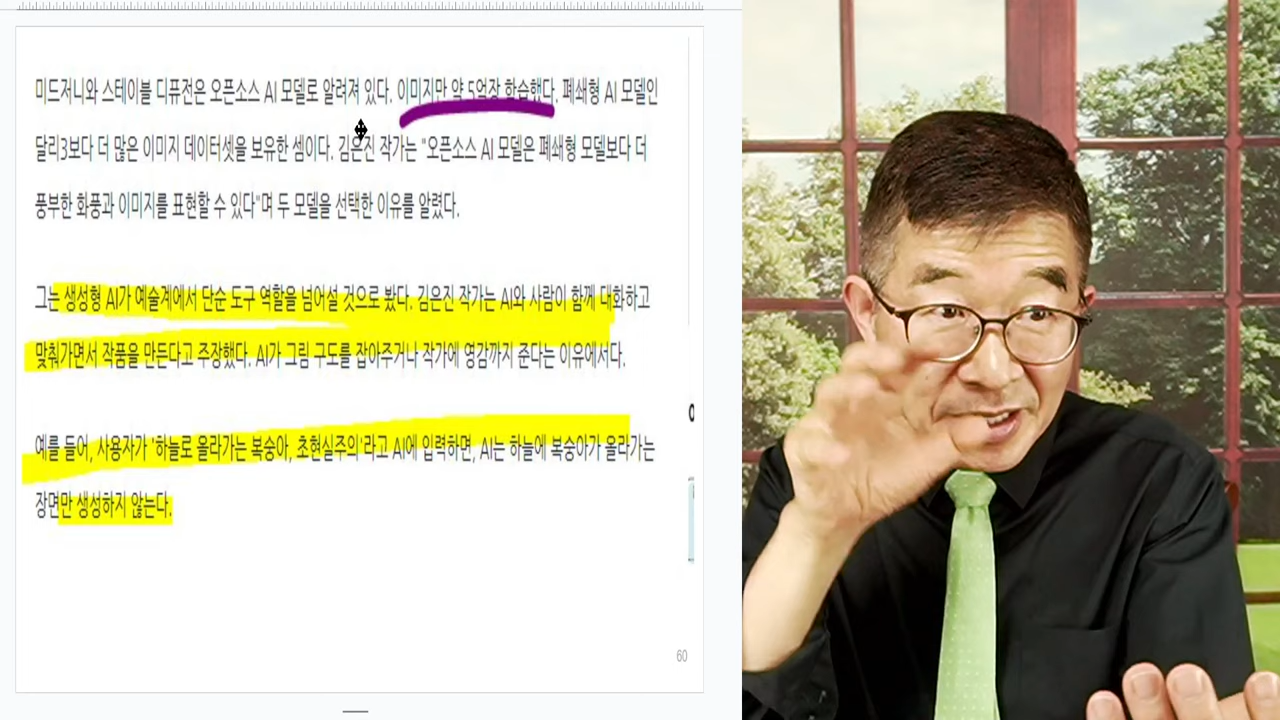 미드저니와 스테이블 디퓨전은 오픈소스 AI 모델로 알려져 있다. 이미지만 약 5억장 학습했다. 폐쇄형 AI 모델인
달리3보다 더 많은 이미지 데이터셋을 보유한 셈이다. 김은진 작가는 "오픈소스 AI 모델은 폐쇄형 모델보다 더
풍부한 화풍과 이미지를 표현할 수 있다"며 두 모델을 선택한 이유를 알렸다.
그는 생성형 AI가 예술계에서 단순 도구 역할을 넘어설 것으로 봤다. 김은진 작가는 AI와 사람이 함께 대화하고
맞춰가면서 작품을 만든다고 주장했다. AI가 그림 구도를 잡아주거나 작가에 영감까지 준다는 이유에서다.
예를 들어, 사용자가 '하늘로 올라가는 복숭아, 초현실주의'라고 AI에 입력하면, AI는 하늘에 복숭아가 올라가는
장면만 생성하지 않는다.
60